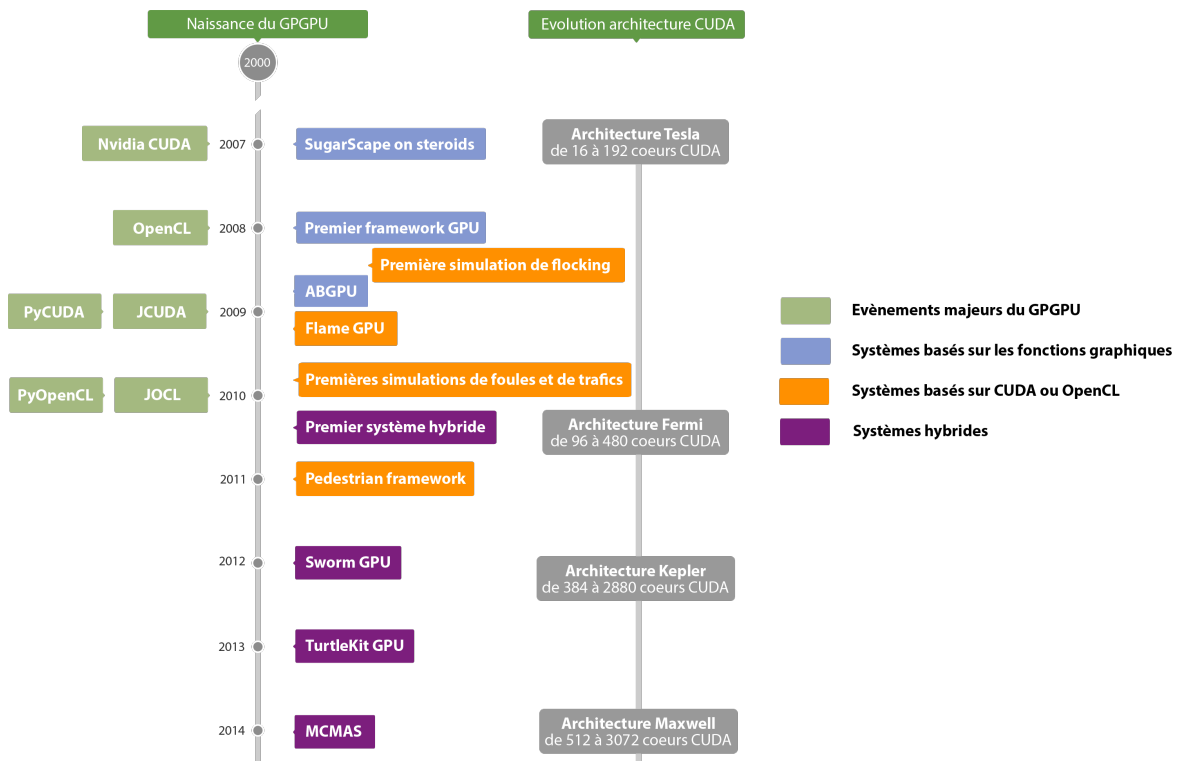 Naissance du GPGPU
Evolution architecture CUDA
2000
Nvidia CUDA
2007
SugarScape on steroids
Architecture Tesla
de 16 à 192 coeurs CUDA
OpenCL
2008
Premier framework GPU
Première simulation de flocking
ABGPU
PyCUDA
JCUDA
2009
Flame GPU
Premières simulations de foules et de trafics
PyOpenCL
JOCL
2010
Premier système hybride
Architecture Fermi
de 96 à 480 coeurs CUDA
2011
Pedestrian framework
2012
Sworm GPU
Architecture Kepler
de 384 à 2880 coeurs CUDA
2013
TurtleKit GPU
2014
MCMAS
Architecture Maxwell
de 512 à 3072 coeurs CUDA
Evènements majeurs du GPGPU
Systèmes basés sur les fonctions graphiques
Systèmes basés sur CUDA ou OpenCL
Systèmes hybrides